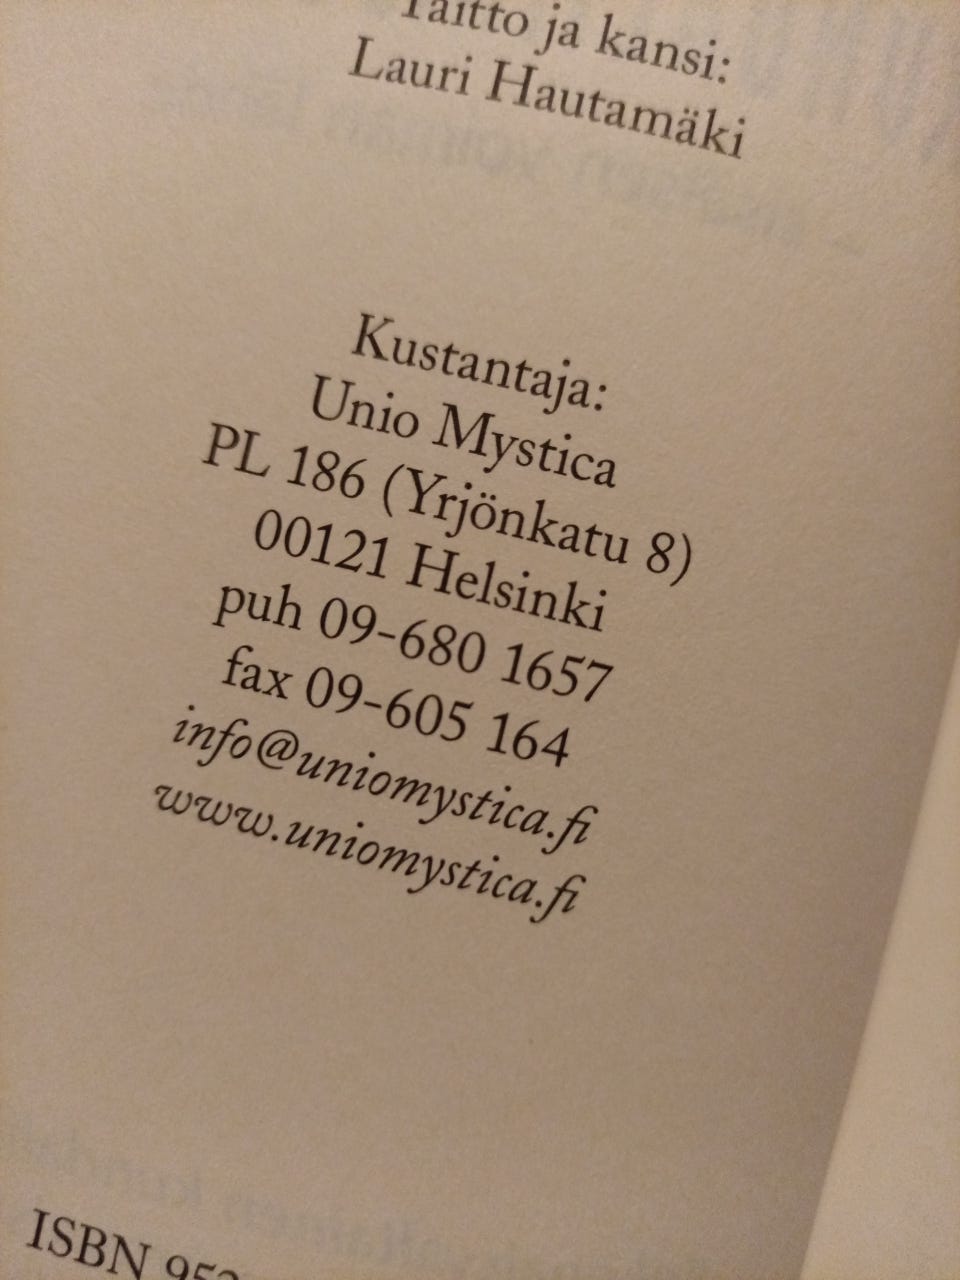 Taitto ja kansi:
Lauri Hautamäki
Kustantaja:
Unio Mystica
PL 186 (Yrjönkatu 8)
00121 Helsinki
puh 09-680 1657
fax 09-605 164
info@uniomystica.fi
www.uniomystica.fi
ISBN 952